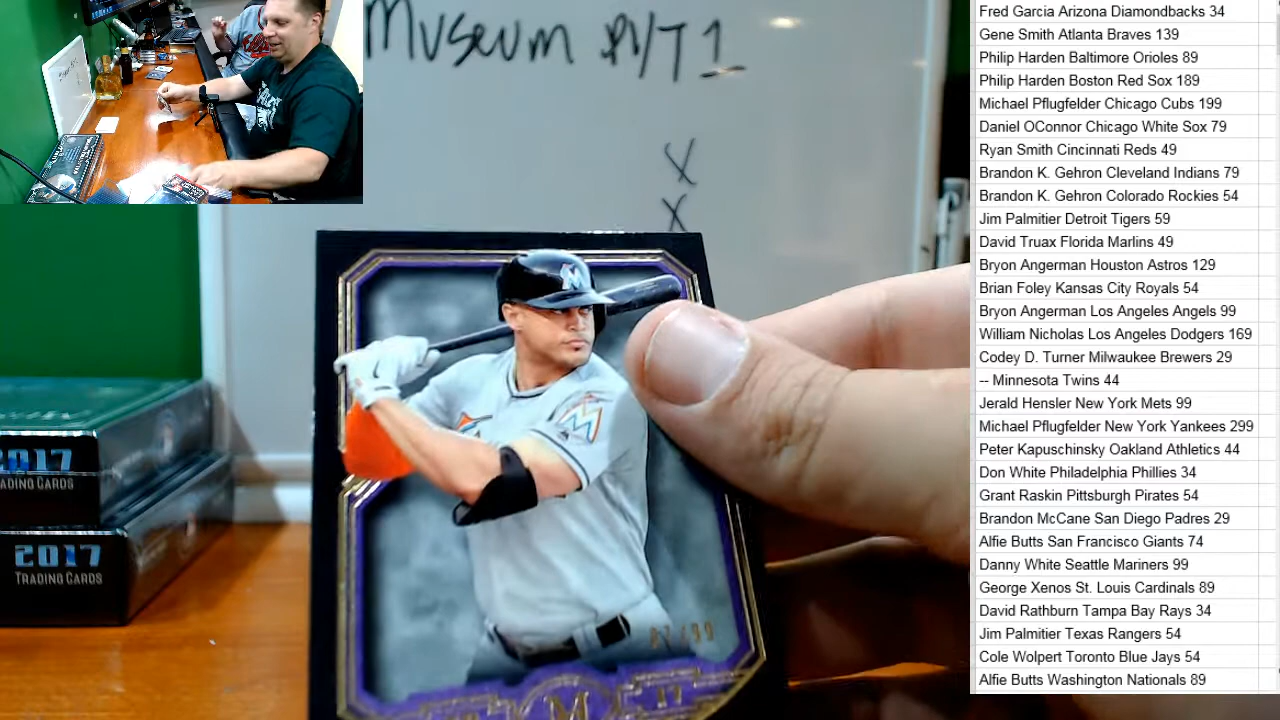 Museum
Fred Garcia Arizona Diamondbacks 34
Gene Smith Atlanta Braves 139
Philip Harden Baltimore Orioles 89
Philip Harden Boston Red Sox 189
Michael Pflugfelder Chicago Cubs 199
Daniel OConnor Chicago White Sox 79
Ryan Smith Cincinnati Reds 49
Brandon K. Gehron Cleveland Indians 79
Brandon K. Gehron Colorado Rockies 54
Jim Palmitier Detroit Tigers 59
David Truax Florida Marlins 49
Bryon Angerman Houston Astros 129
Brian Foley Kansas City Royals 54
Bryon Angerman Los Angeles Angels 99
William Nicholas Los Angeles Dodgers 169
Codey D. Turner Milwaukee Brewers 29
-- Minnesota Twins 44
Jerald Hensler New York Mets 99
Michael Pflugfelder New York Yankees 299
Peter Kapuschinsky Oakland Athletics 44
Don White Philadelphia Phillies 34
Grant Raskin Pittsburgh Pirates 54
Brandon McCane San Diego Padres 29
Alfie Butts San Francisco Giants 74
Danny White Seattle Mariners 99
George Xenos St. Louis Cardinals 89
David Rathburn Tampa Bay Rays 34
Jim Palmitier Texas Rangers 54
Cole Wolpert Toronto Blue Jays 54
Alfie Butts Washington Nationals 89
X
X
M
M
2017
ADING CARDS
2017
TRADING CARDS
M